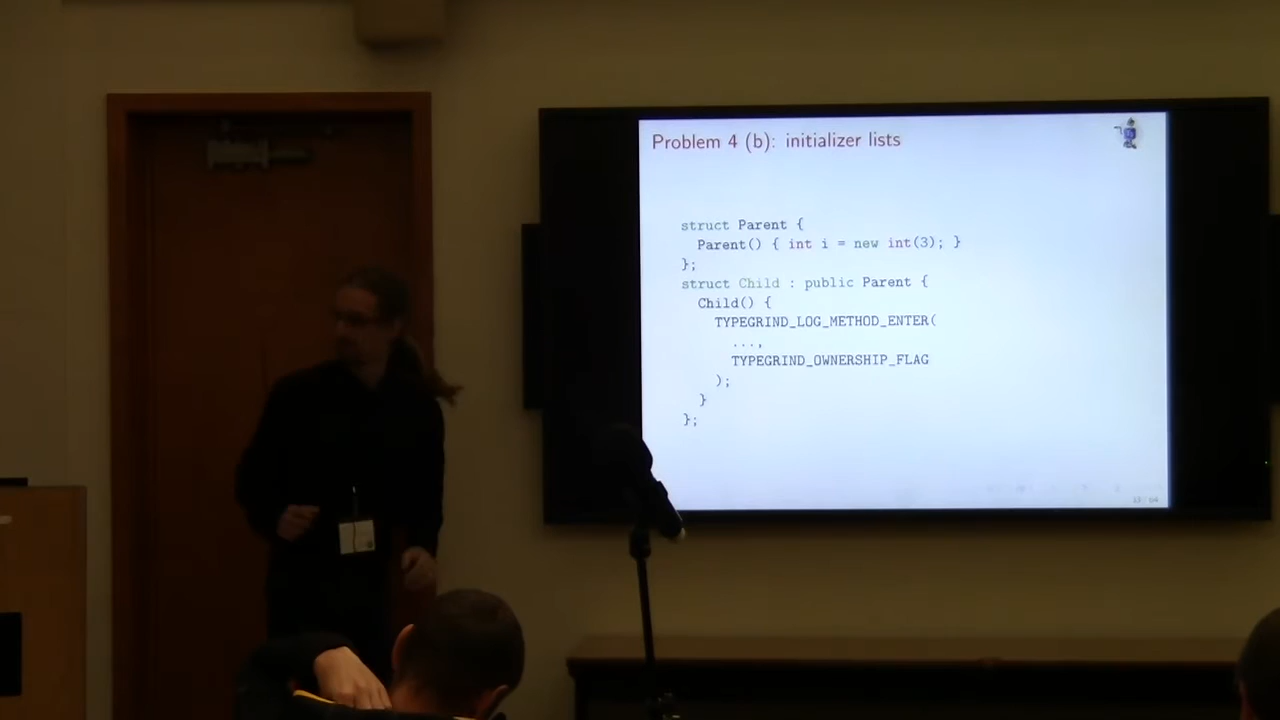 Problem 4 (b): initializer lists
struct Parent {
Parent() { int i = new int(3); }
};
struct Child : public Parent {
Child() {
TYPEGRIND_LOG_METHOD_ENTER(
...,
TYPEGRIND_OWNERSHIP_FLAG
);
}
};